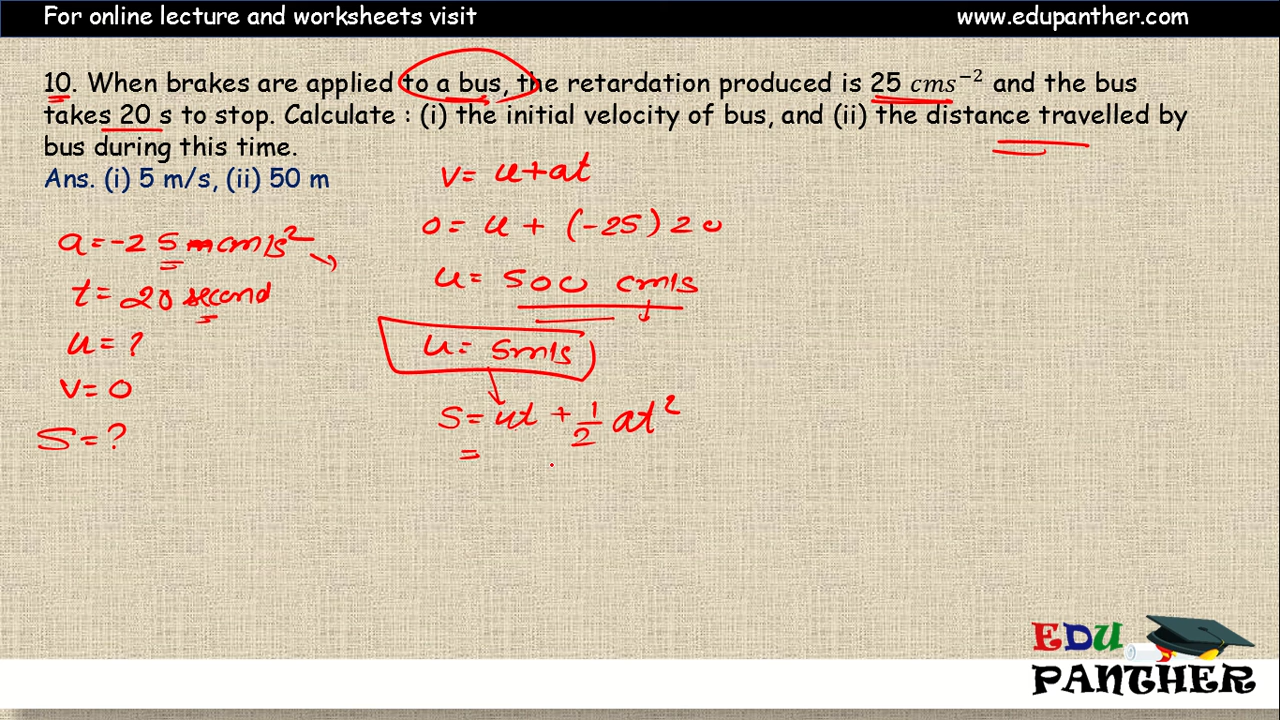 For online lecture and worksheets visit www.edupanther.com
10. When brakes are applied to a bus, the retardation produced is 25 cms⁻² and the bus
takes 20 s to stop. Calculate : (i) the initial velocity of bus, and (ii) the distance travelled by
bus during this time.
Ans. (i) 5 m/s, (ii) 50 m
a = -25 cm/s²
t = 20 second
u = ?
v = 0
S = ?
v = u+at
0 = u + (-25) 20
u = 500 cm/s
u = 5m/s
S = ut + 1/2 at²
=
EDU
PANTHER